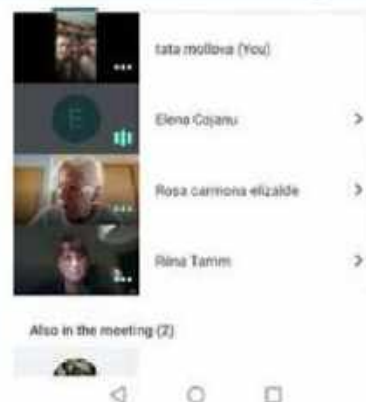 tata mollova (You)
E
Elena Cojanu
Rosa carmona elizalde
Riina Tamm
Also in the meeting (2)